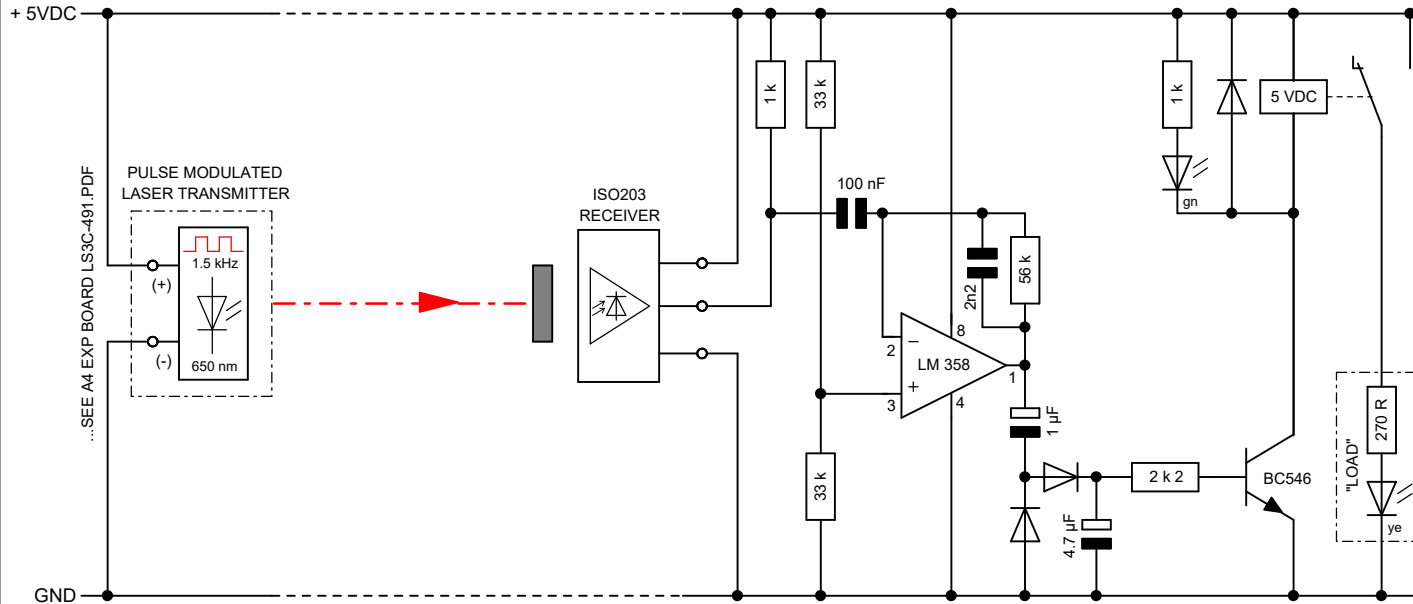 + 5VDC
PULSE MODULATED
LASER TRANSMITTER
...SEE A4 EXP BOARD LS3C-491.PDF
1.5 kHz
(+)
(-)
650 nm
ISO203
RECEIVER
1 k
33 k
100 nF
2n2
56 k
2
8
LM 358
1
3
4
33 k
1 µF
4.7 µF
2 k 2
BC546
1 k
gn
5 VDC
"LOAD"
270 R
ye
GND